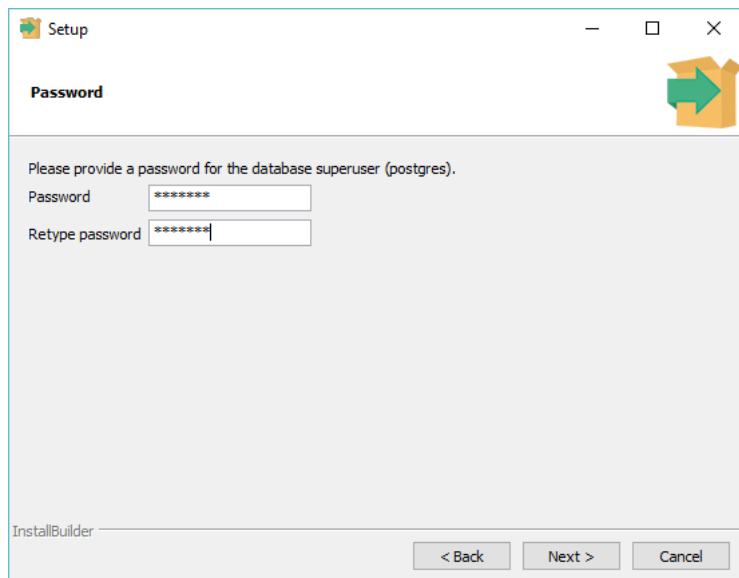 Setup
Password
Please provide a password for the database superuser (postgres).
Password *******
Retype password *******
InstallBuilder
< Back Next > Cancel